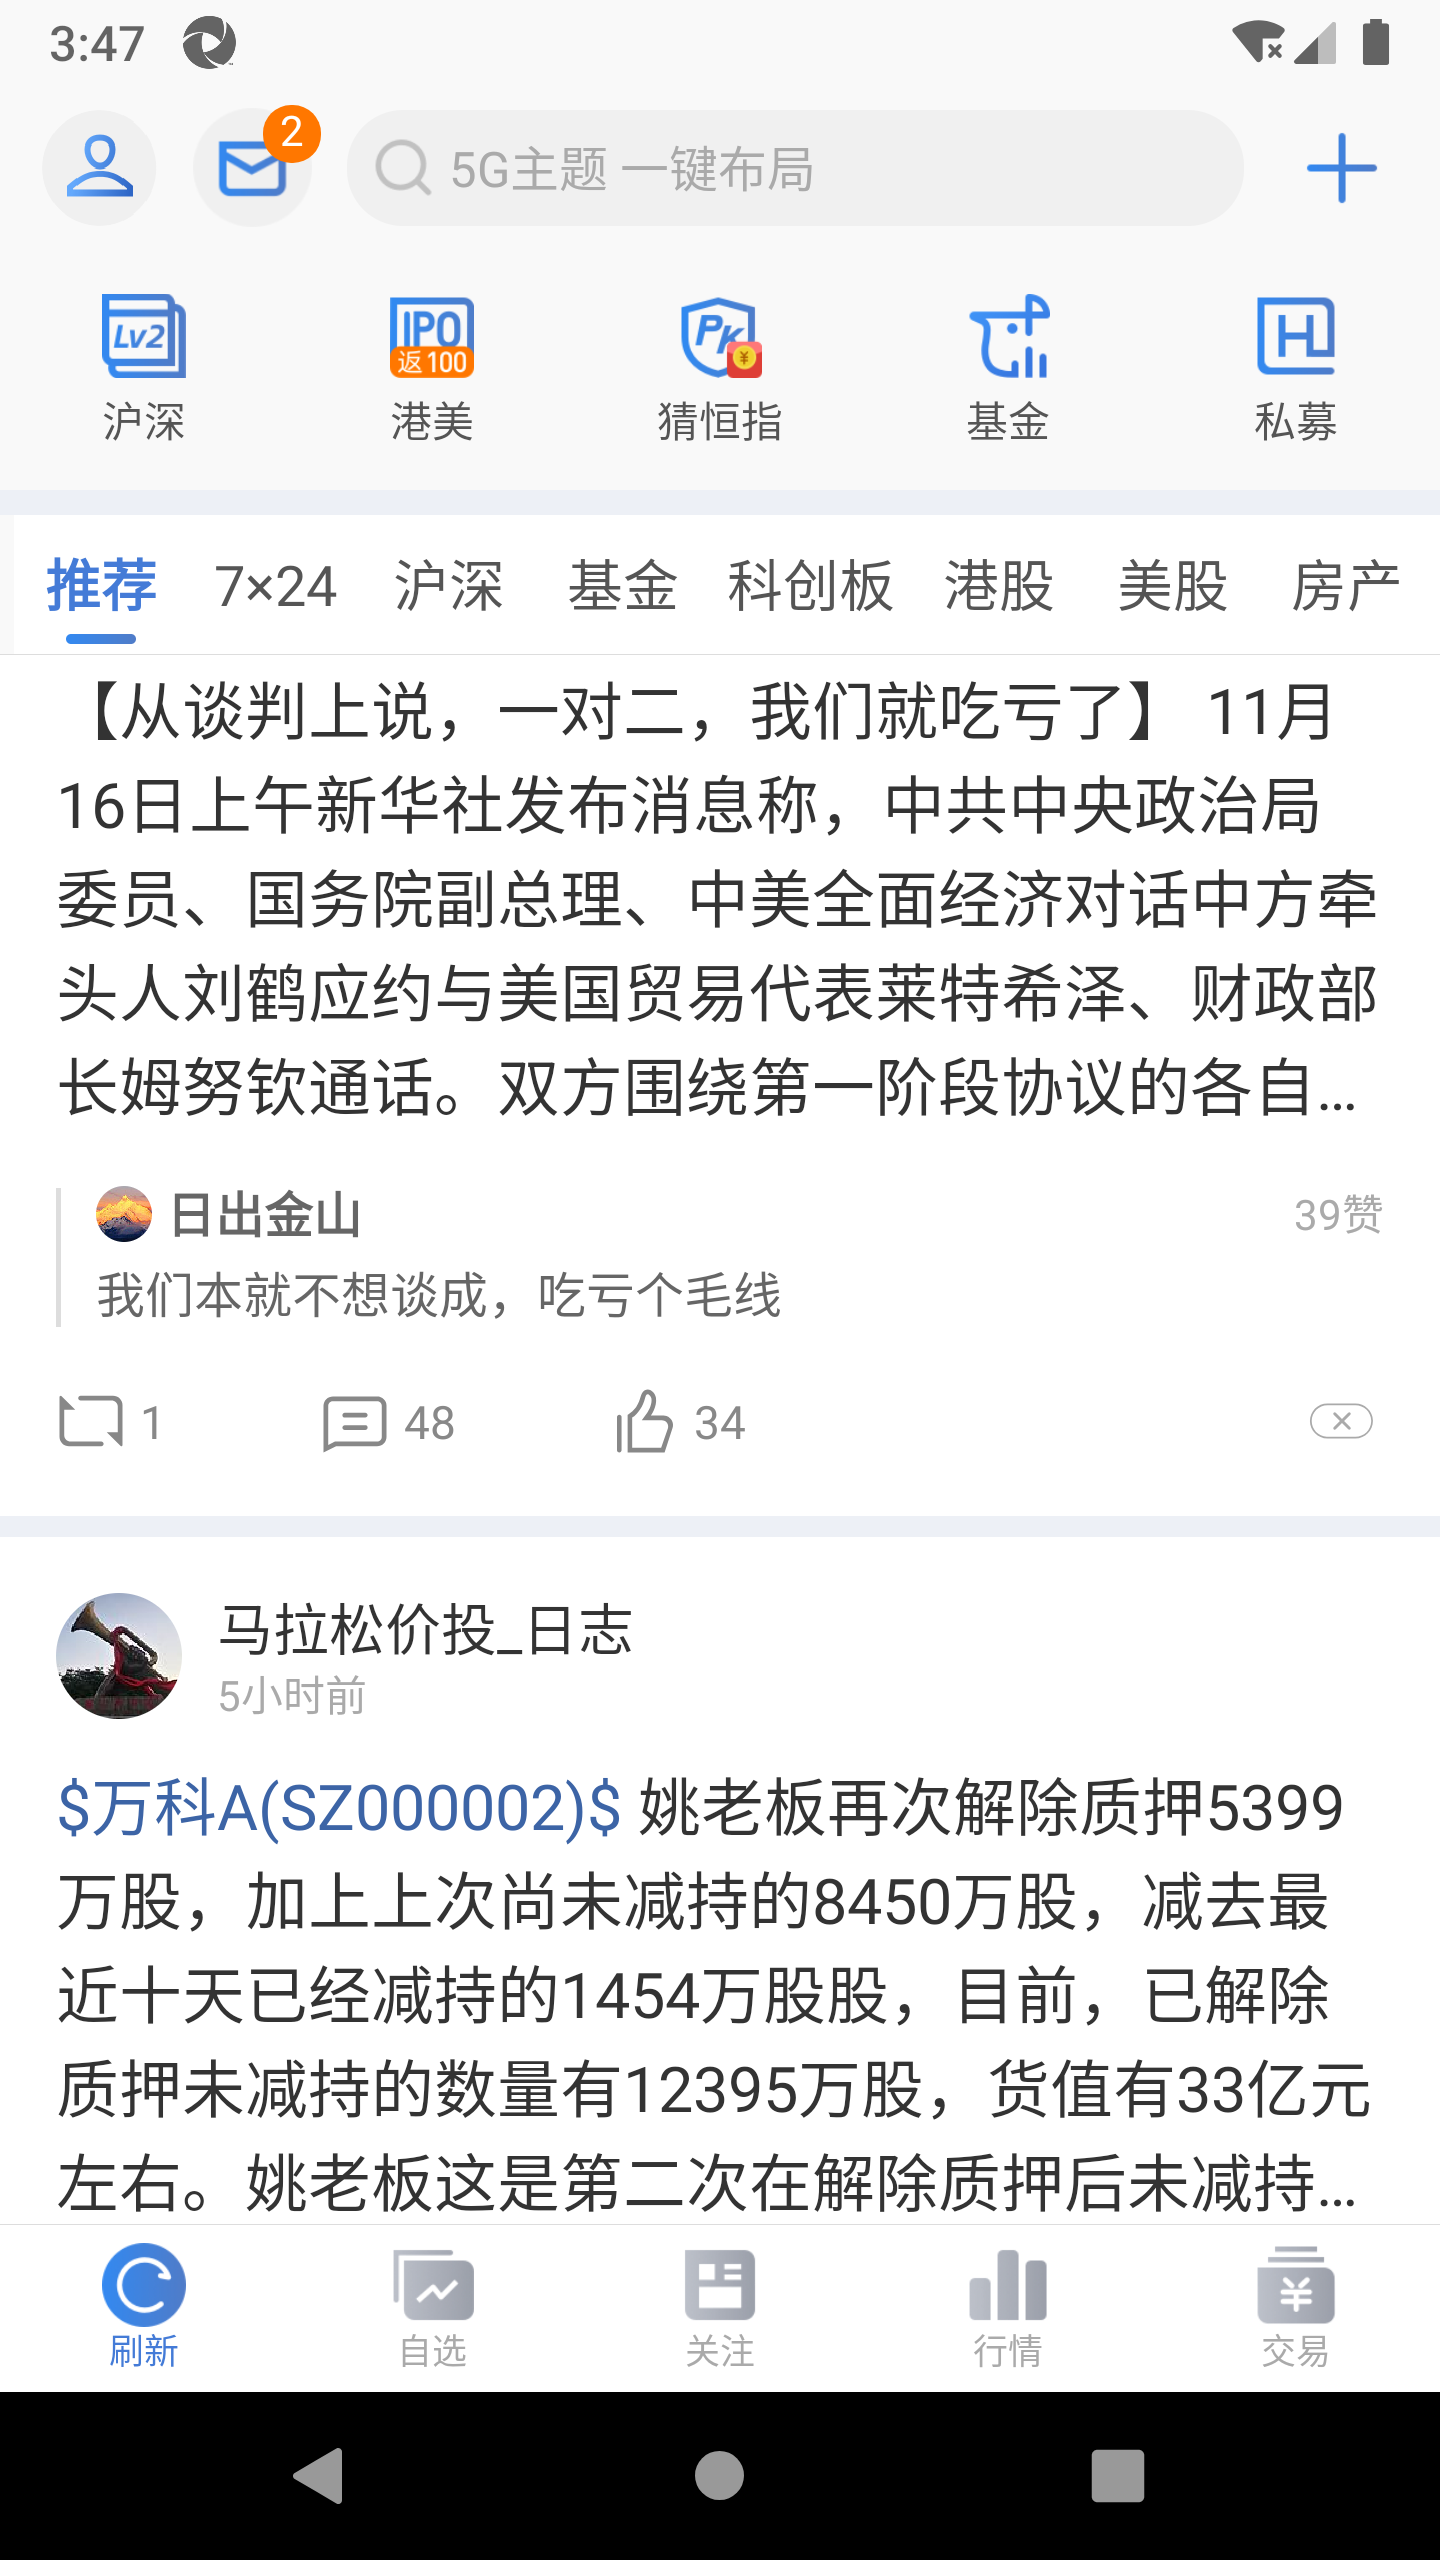 3:47
2
5G主题 一键布局
Lv2
IPO
返100
PK
¥
沪深
港美
猜恒指
基金
私募
推荐 7×24 沪深 基金 科创板 港股 美股 房产
【从谈判上说，一对二，我们就吃亏了】 11月
16日上午新华社发布消息称，中共中央政治局
委员、国务院副总理、中美全面经济对话中方牵
头人刘鹤应约与美国贸易代表莱特希泽、财政部
长姆努钦通话。双方围绕第一阶段协议的各自...
日出金山
39赞
我们本就不想谈成，吃亏个毛线
1
48
34
马拉松价投_日志
5小时前
$万科A(SZ000002)$ 姚老板再次解除质押5399
万股，加上上次尚未减持的8450万股，减去最
近十天已经减持的1454万股股，目前，已解除
质押未减持的数量有12395万股，货值有33亿元
左右。姚老板这是第二次在解除质押后未减持...
刷新
自选
关注
行情
¥
交易